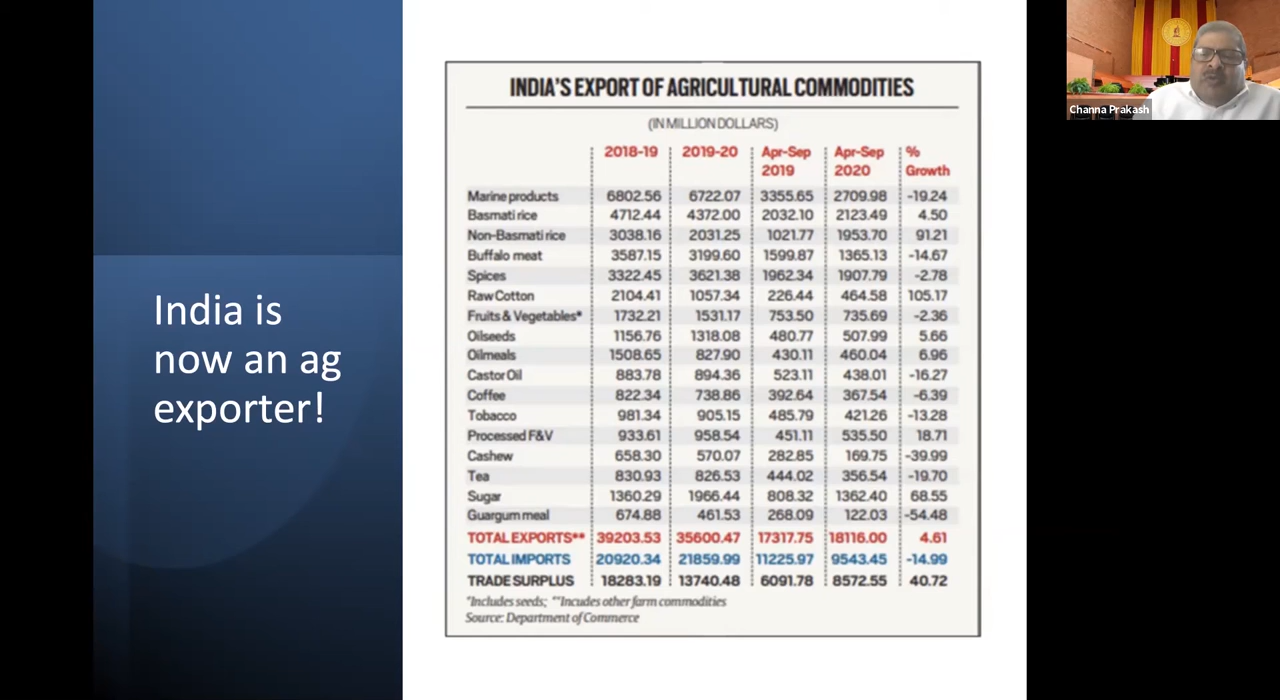 India is
now an ag
exporter!
INDIA'S EXPORT OF AGRICULTURAL COMMODITIES
(IN MILLION DOLLARS)
2018-19 2019-20 Apr-Sep 2019 Apr-Sep 2020 % Growth
Marine products 6802.56 6722.07 3355.65 2709.98 -19.24
Basmati rice 4712.44 4372.00 2032.10 2123.49 4.50
Non-Basmati rice 3038.16 2031.25 1021.77 1953.70 91.21
Buffalo meat 3587.15 3199.60 1599.87 1365.13 -14.67
Spices 3322.45 3621.38 1962.34 1907.79 -2.78
Raw Cotton 2104.41 1057.34 226.44 464.58 105.17
Fruits & Vegetables* 1732.21 1531.17 753.50 735.69 -2.36
Oilseeds 1156.76 1318.08 480.77 507.99 5.66
Oilmeals 1508.65 827.90 430.11 460.04 6.96
Castor Oil 883.78 894.36 523.11 438.01 -16.27
Coffee 822.34 738.86 392.64 367.54 -6.39
Tobacco 981.34 905.15 485.79 421.26 -13.28
Processed F&V 933.61 958.54 451.11 535.50 18.71
Cashew 658.30 570.07 282.85 169.75 -39.99
Tea 830.93 826.53 444.02 356.54 -19.70
Sugar 1360.29 1966.44 808.32 1362.40 68.55
Guargum meal 674.88 461.53 268.09 122.03 -54.48
TOTAL EXPORTS** 39203.53 35600.47 17317.75 18116.00 4.61
TOTAL IMPORTS 20920.34 21859.99 11225.97 9543.45 -14.99
TRADE SURPLUS 18283.19 13740.48 6091.78 8572.55 40.72
*Includes seeds; **Incudes other farm commodities
Source: Department of Commerce
Channa Prakash